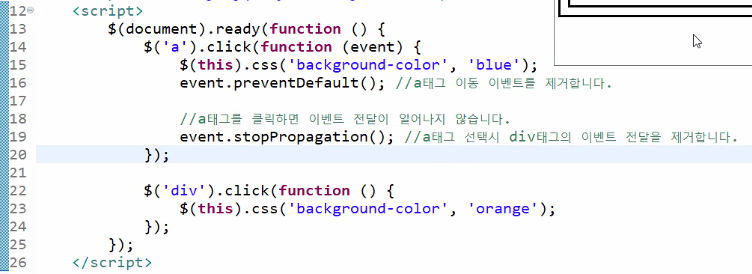 12 <script>
13 $(document).ready(function () {
14 $('a').click(function (event) {
15 $(this).css('background-color', 'blue');
16 event.preventDefault(); //a태그 이동 이벤트를 제거합니다.
17
18 //a태그를 클릭하면 이벤트 전달이 일어나지 않습니다.
19 event.stopPropagation(); //a태그 선택시 div태그의 이벤트 전달을 제거합니다.
20 });
21
22 $('div').click(function () {
23 $(this).css('background-color', 'orange');
24 });
25 });
26 </script>